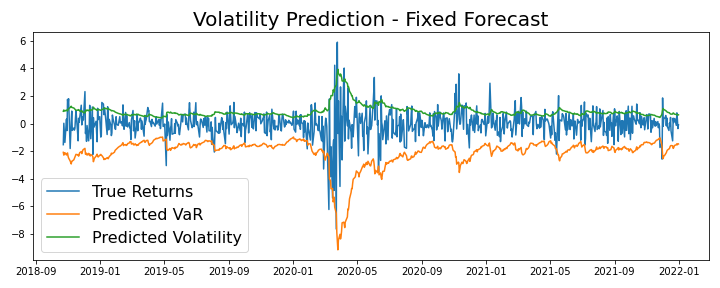 Volatility Prediction - Fixed Forecast
6
4
2
0
−2
−4
−6
−8
True Returns
Predicted VaR
Predicted Volatility
2018-09 2019-01 2019-05 2019-09 2020-01 2020-05 2020-09 2021-01 2021-05 2021-09 2022-01